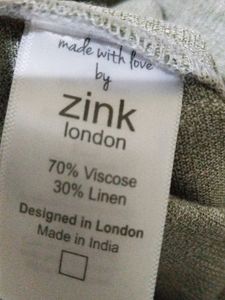 made with love
by
zink
london
70% Viscose
30% Linen
Designed in London
Made in India